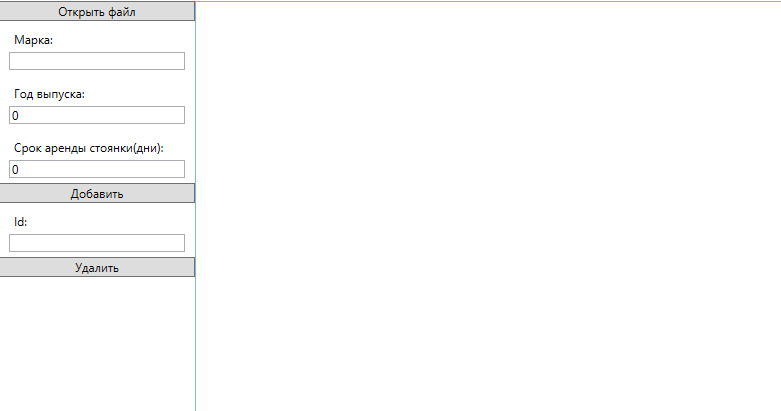 Открыть файл
Марка:
Год выпуска:
0
Срок аренды стоянки(дни):
0
Добавить
Id:
Удалить